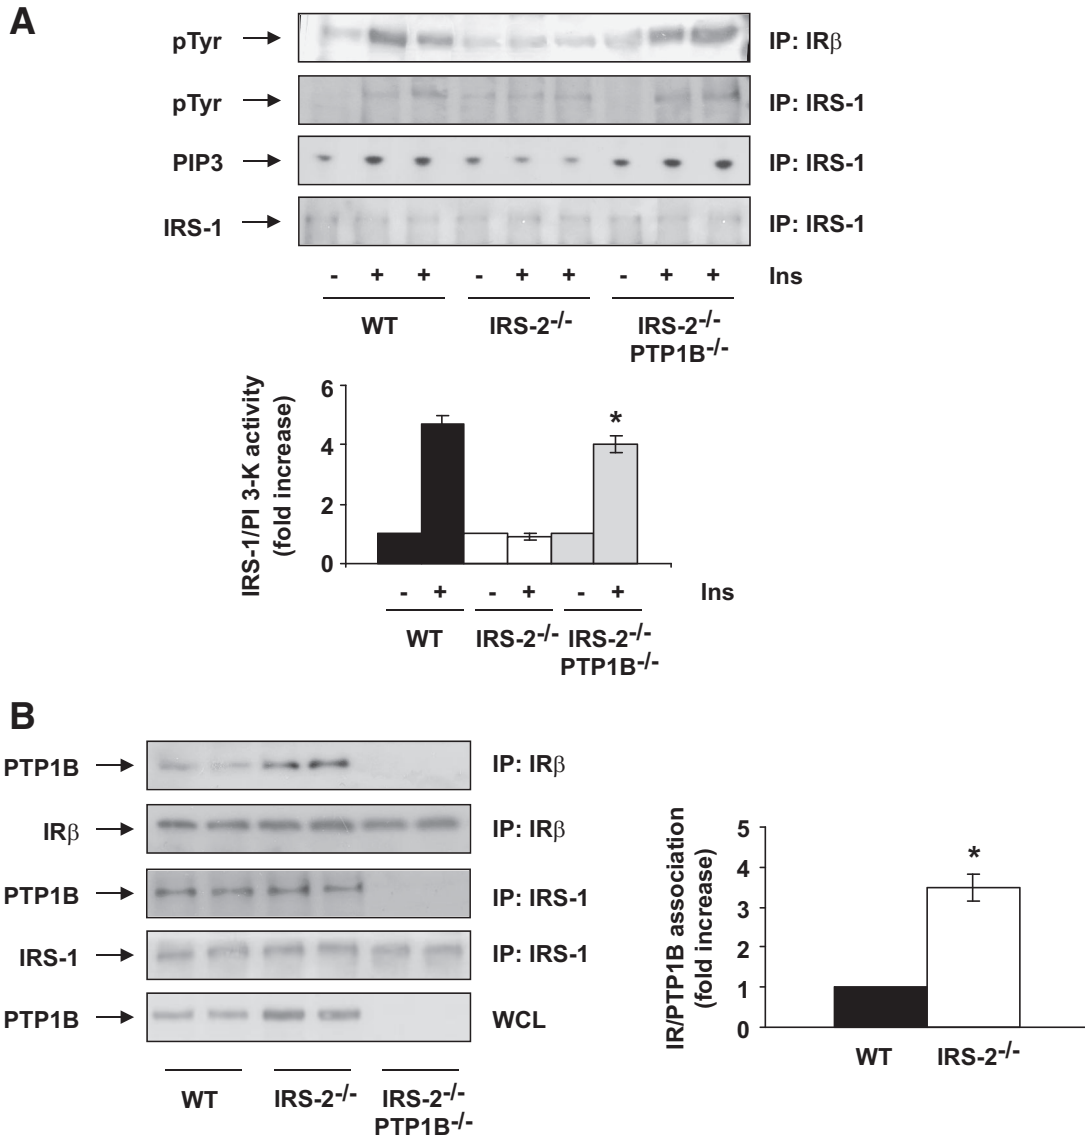 A
pTyr IP: IRβ
pTyr IP: IRS-1
PIP3 IP: IRS-1
IRS-1 IP: IRS-1
- + + - + + - + + Ins
WT IRS-2-/- IRS-2-/-
PTP1B-/-
IRS-1/PI 3-K activity
(fold increase)
6
4
2
0
*
- + - + - + Ins
WT IRS-2-/- IRS-2-/-
PTP1B-/-
B
PTP1B IP: IRβ
IRβ IP: IRβ
PTP1B IP: IRS-1
IRS-1 IP: IRS-1
PTP1B WCL
WT IRS-2-/- IRS-2-/-
PTP1B-/-
IR/PTP1B association
(fold increase)
5
4
3
2
1
0
*
WT IRS-2-/-